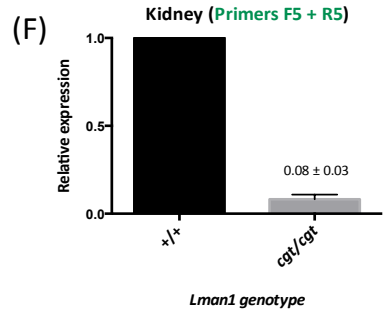 (F)
Kidney (Primers F5 + R5)
Relative expression
1.0
0.5
0.0
0.08 ± 0.03
+/+
cgt/cgt
Lman1 genotype